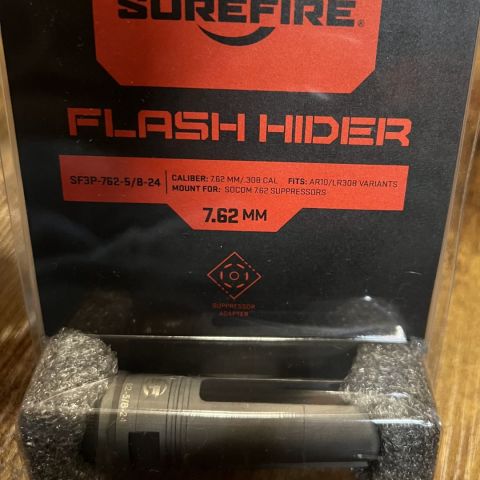 SUREFIRE®
FLASH HIDER
SF3P-762-5/8-24
CALIBER: 7.62 MM/.308 CAL FITS: AR10/LR308 VARIANTS
MOUNT FOR: SOCOM 7.62 SUPPRESSORS
7.62 MM
SUPPRESSOR
ADAPTER